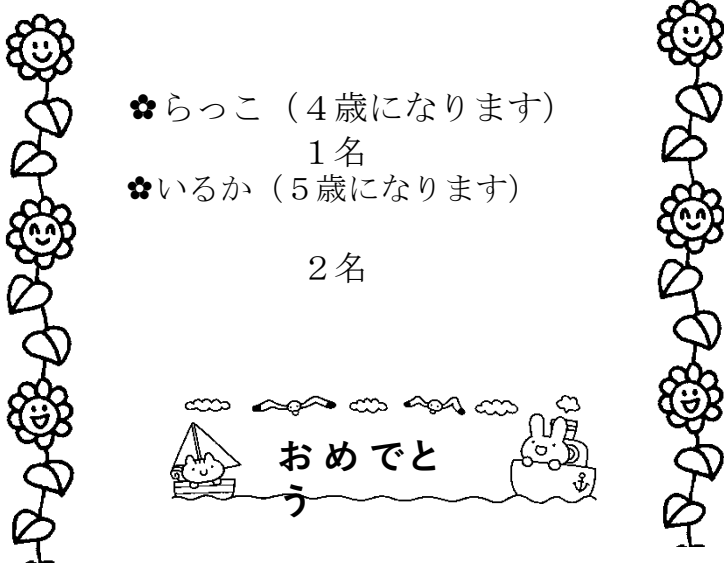 ✿らっこ（４歳になります）
１名
✿いるか（５歳になります）
２名
おめでと
う